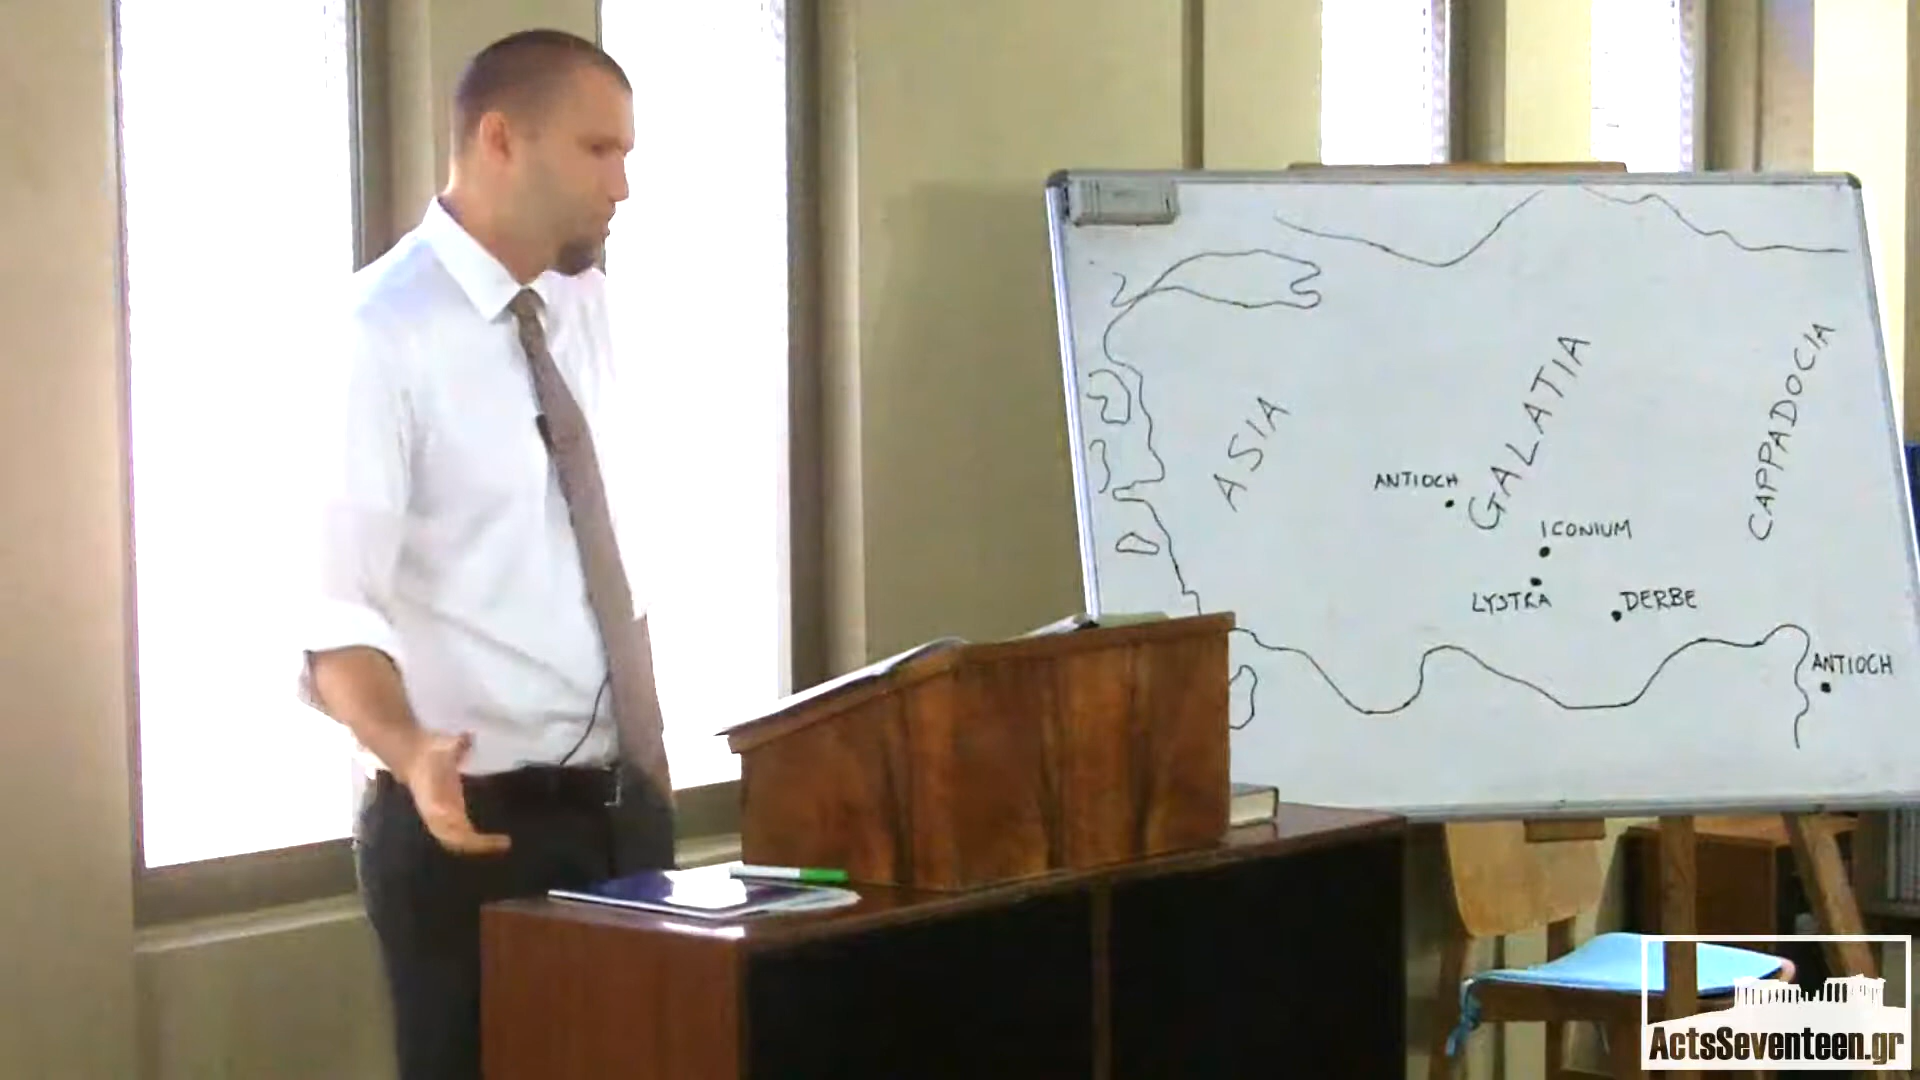 ASIA
GALATIA
CAPPADOCIA
ANTIOCH
ICONIUM
LYSTRA
DERBE
ANTIOCH
ActsSeventeen.gr